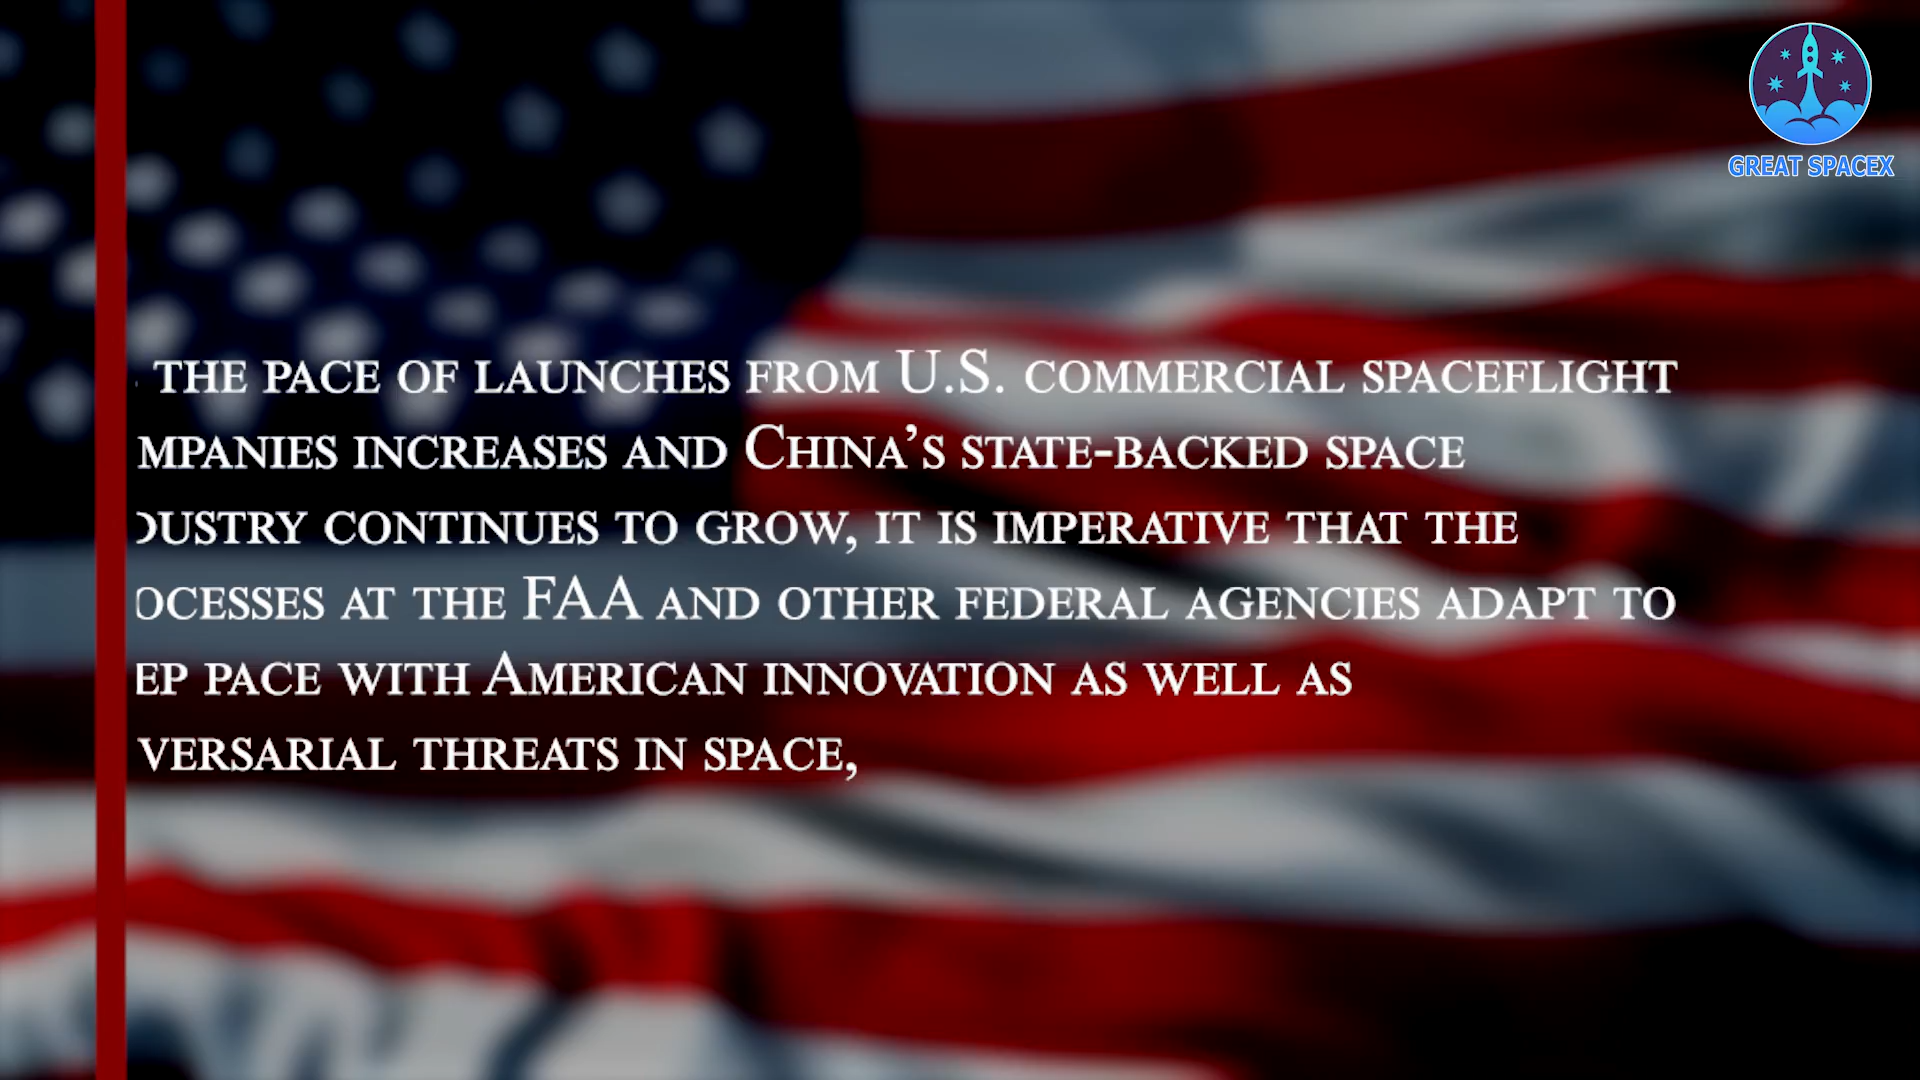 THE PACE OF LAUNCHES FROM U.S. COMMERCIAL SPACEFLIGHT
MPANIES INCREASES AND CHINA'S STATE-BACKED SPACE
DUSTRY CONTINUES TO GROW, IT IS IMPERATIVE THAT THE
OCESSES AT THE FAA AND OTHER FEDERAL AGENCIES ADAPT TO
EP PACE WITH AMERICAN INNOVATION AS WELL AS
VERSARIAL THREATS IN SPACE,
GREAT SPACEX